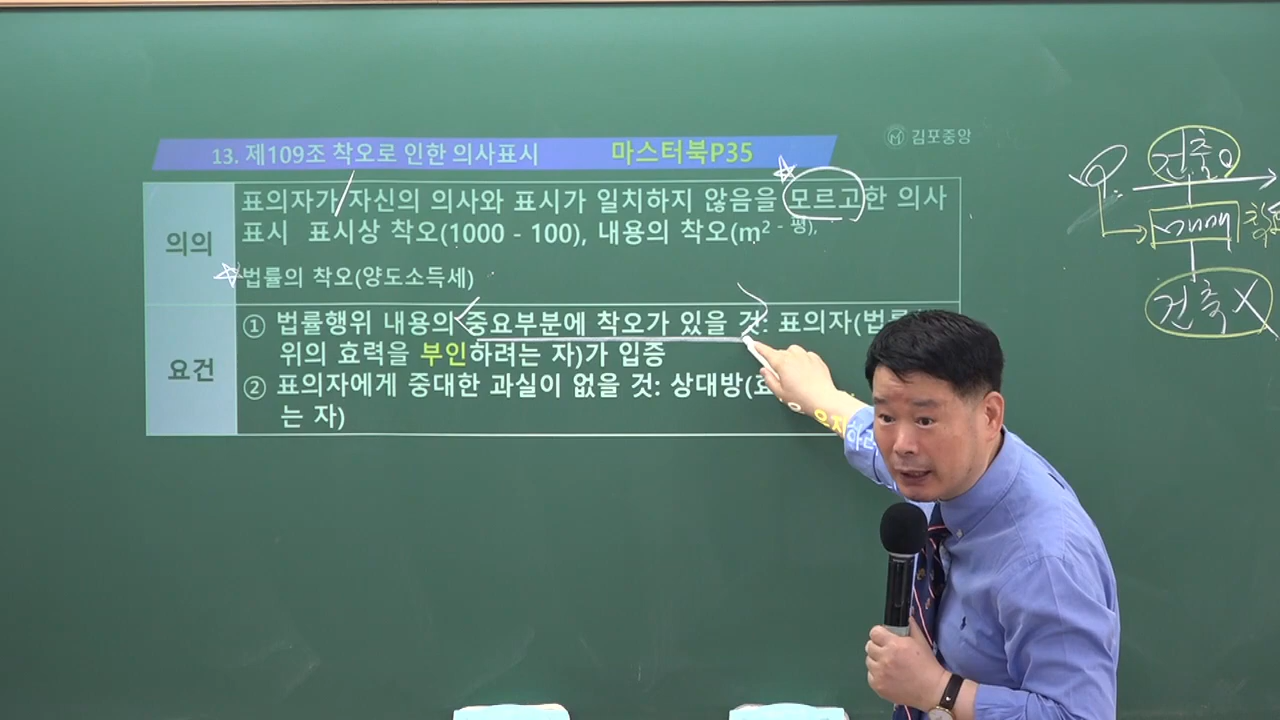 김포중앙
13. 제109조 착오로 인한 의사표시 마스터북P35
의의
표의자가 자신의 의사와 표시가 일치하지 않음을 모르고한 의사
표시 표시상 착오(1000 - 100), 내용의 착오(m² - 평),
법률의 착오(양도소득세)
요건
① 법률행위 내용의 중요부분에 착오가 있을 것: 표의자(법률
위의 효력을 부인하려는 자)가 입증
② 표의자에게 중대한 과실이 없을 것: 상대방(효
는 자)
건축o
매매
건축X